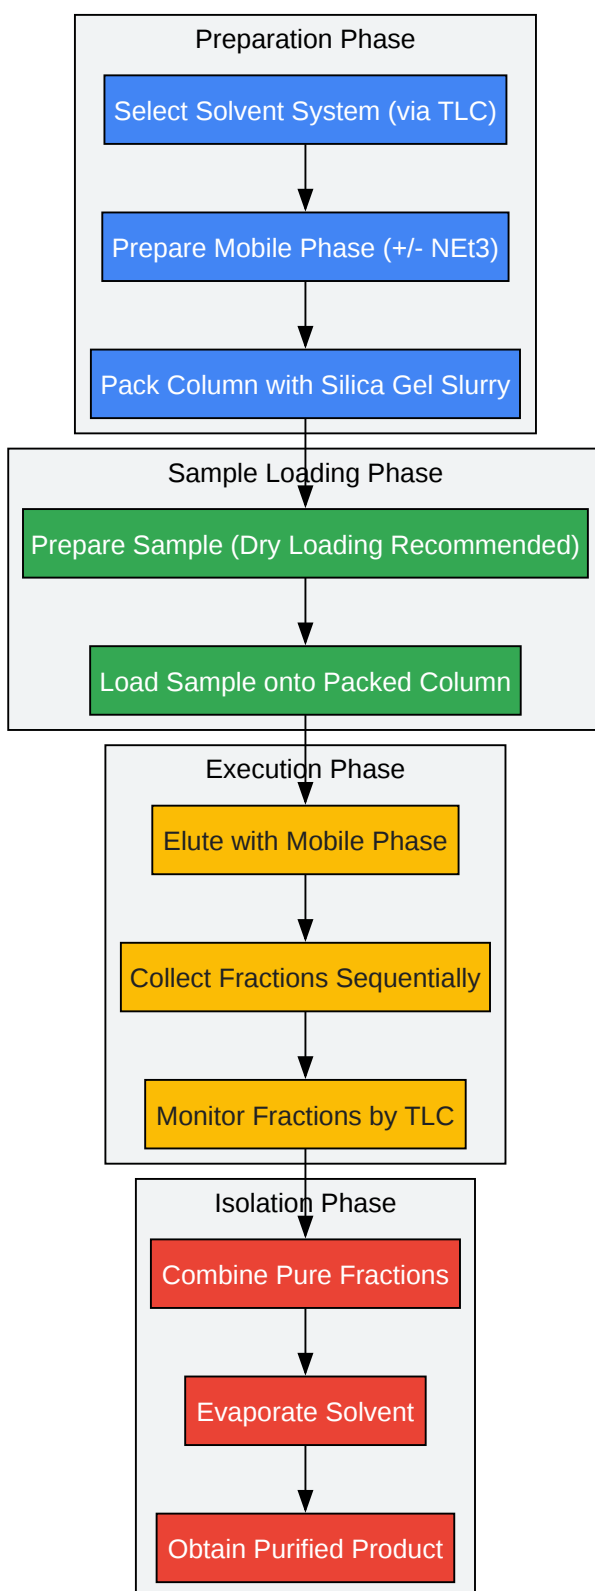 Preparation Phase
Select Solvent System (via TLC)
Prepare Mobile Phase (+/- NEt3)
Pack Column with Silica Gel Slurry
Sample Loading Phase
Prepare Sample (Dry Loading Recommended)
Load Sample onto Packed Column
Execution Phase
Elute with Mobile Phase
Collect Fractions Sequentially
Monitor Fractions by TLC
Isolation Phase
Combine Pure Fractions
Evaporate Solvent
Obtain Purified Product